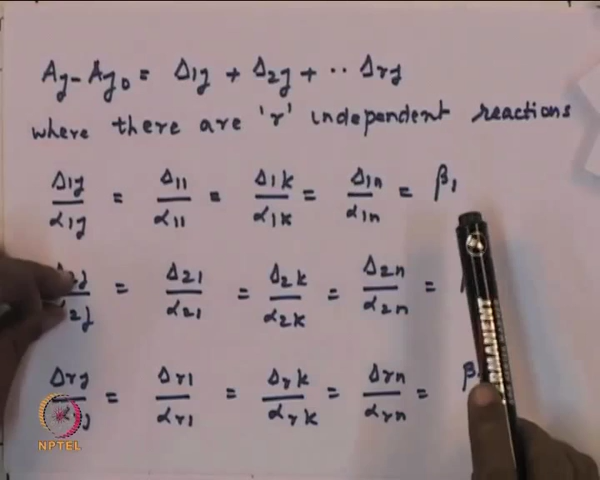 Aj - Aj0 = Δ1j + Δ2j + .. Δrj
where there are 'r' independent reactions
Δ1j/α1j = Δ11/α11 = Δ1k/α1k = Δ1n/α1n = β1
= Δ21/α21 = Δ2k/α2k = Δ2n/α2n =
Δrj = Δr1/αr1 = Δrk/αrk = Δrn/αrn = β
NPTEL